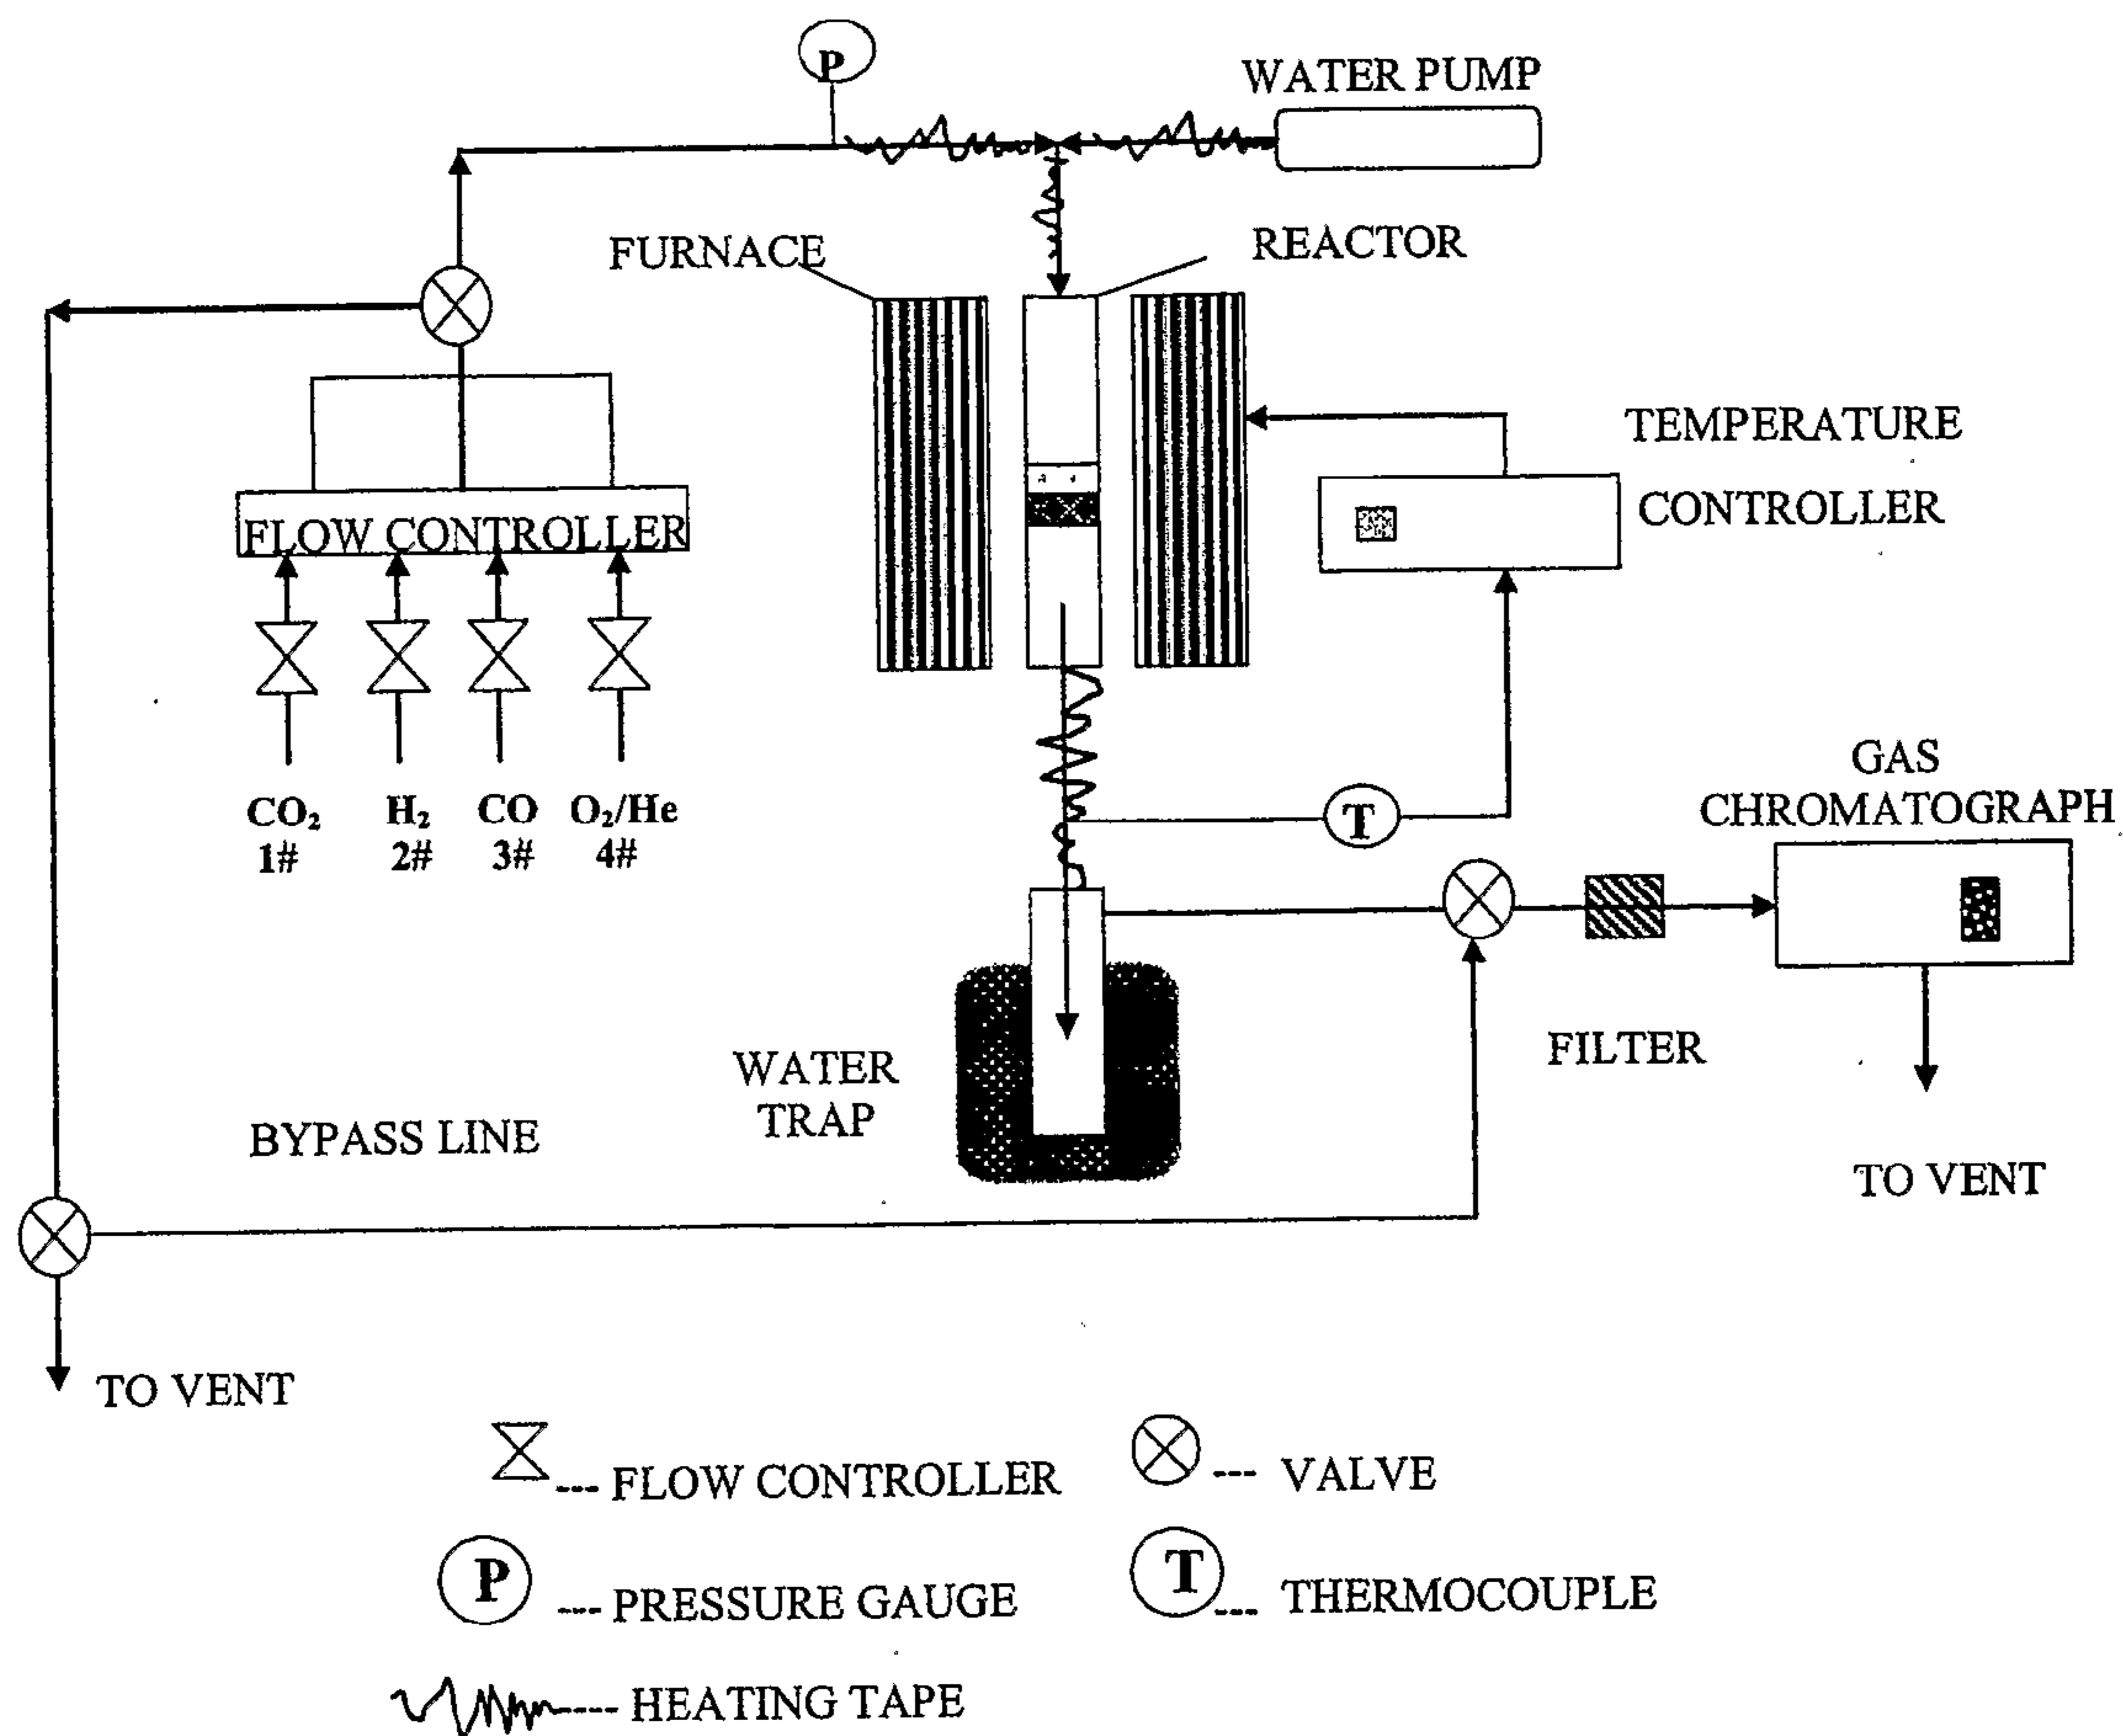 P
WATER PUMP
FURNACE
REACTOR
FLOW CONTROLLER
TEMPERATURE
CONTROLLER
CO₂ H₂ CO O₂/He
1# 2# 3# 4#
T
GAS
CHROMATOGRAPH
WATER
TRAP
FILTER
BYPASS LINE
TO VENT
TO VENT
--- FLOW CONTROLLER
--- VALVE
P --- PRESSURE GAUGE
T --- THERMOCOUPLE
---- HEATING TAPE